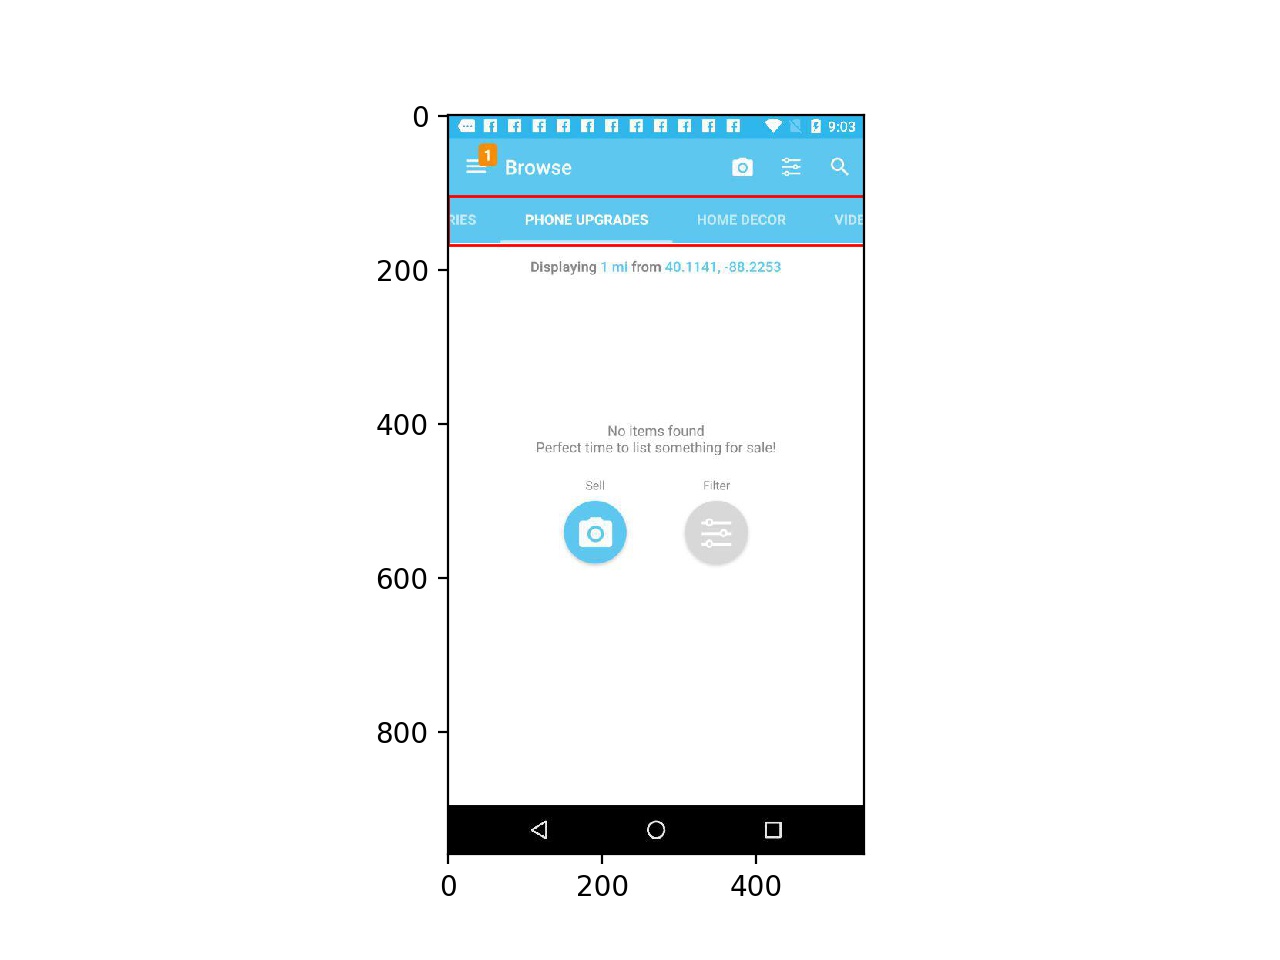 9:03
1
Browse
RIES PHONE UPGRADES HOME DECOR VIDE
Displaying 1 mi from 40.1141, -88.2253
No items found
Perfect time to list something for sale!
Sell Filter
0
200
400
600
800
0 200 400